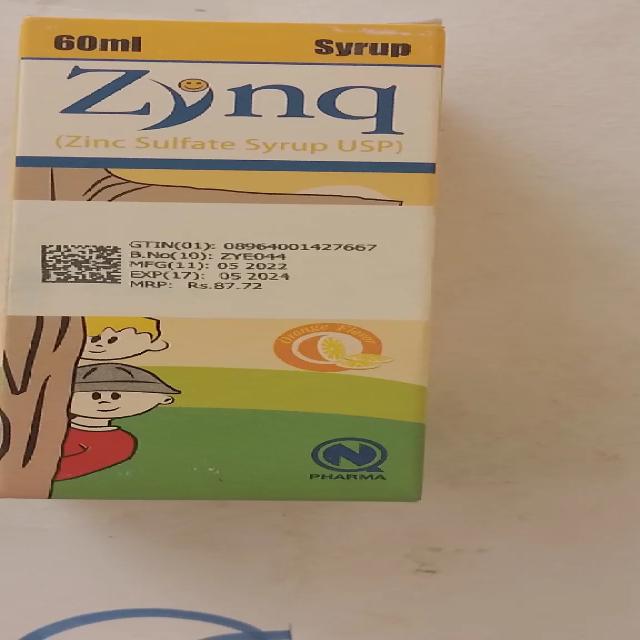 60ml Syrup
Zynq
(Zinc Sulfate Syrup USP)
GTIN(01): 08964001427667
B.No(10): ZYE044
MFG(11): 05 2022
EXP(17): 05 2024
MRP: Rs.87.72
Orange Flavor
N
PHARMA